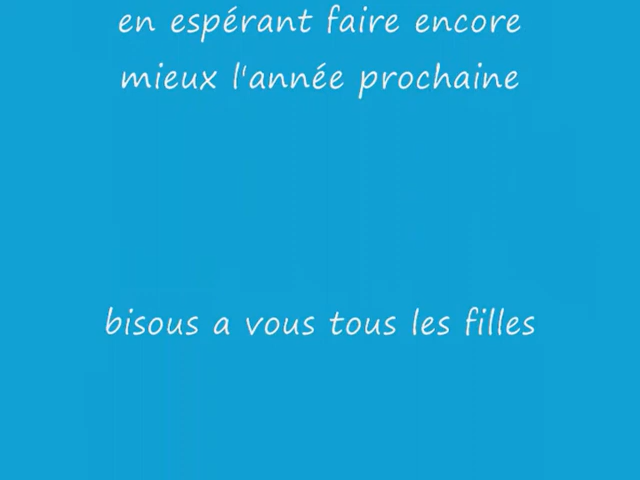 en espérant faire encore
mieux l'année prochaine
bisous a vous tous les filles